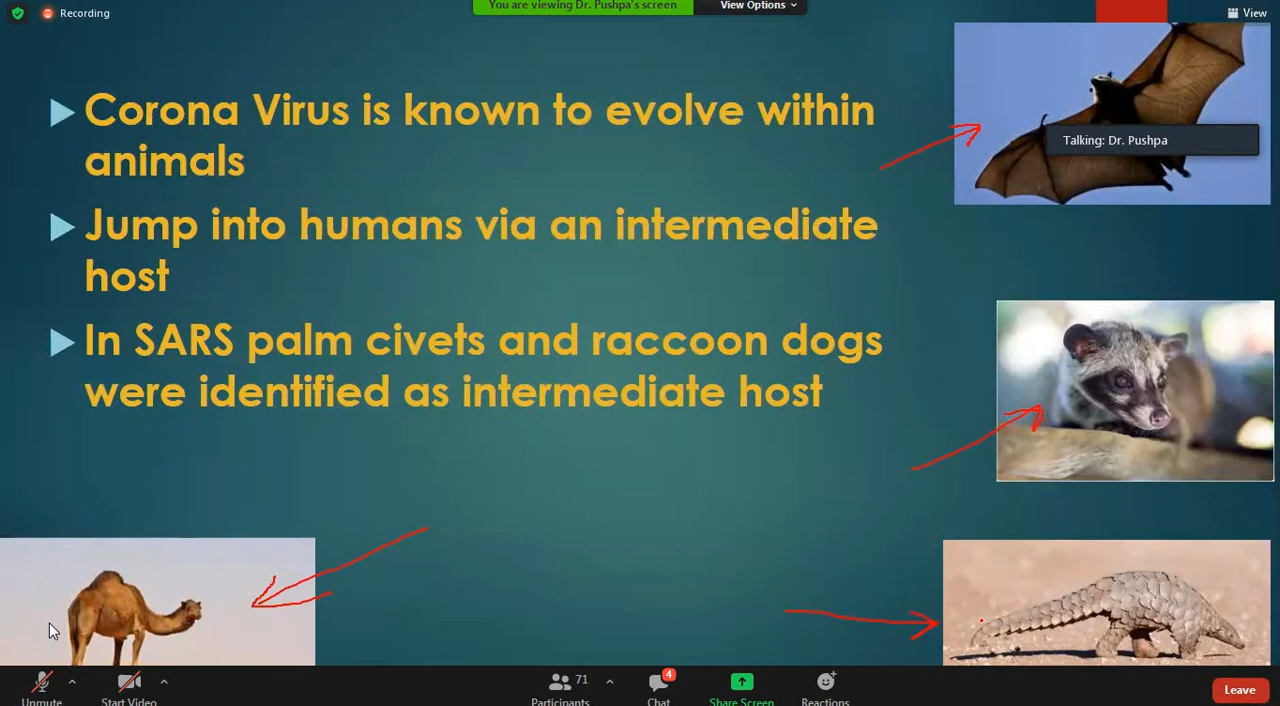 Recording
You are viewing Dr. Pushpa's screen
View Options
View
Corona Virus is known to evolve within
animals
Talking: Dr. Pushpa
Jump into humans via an intermediate
host
In SARS palm civets and raccoon dogs
were identified as intermediate host
71
4
Unmute
Start Video
Participants
Chat
Share Screen
Reactions
Leave